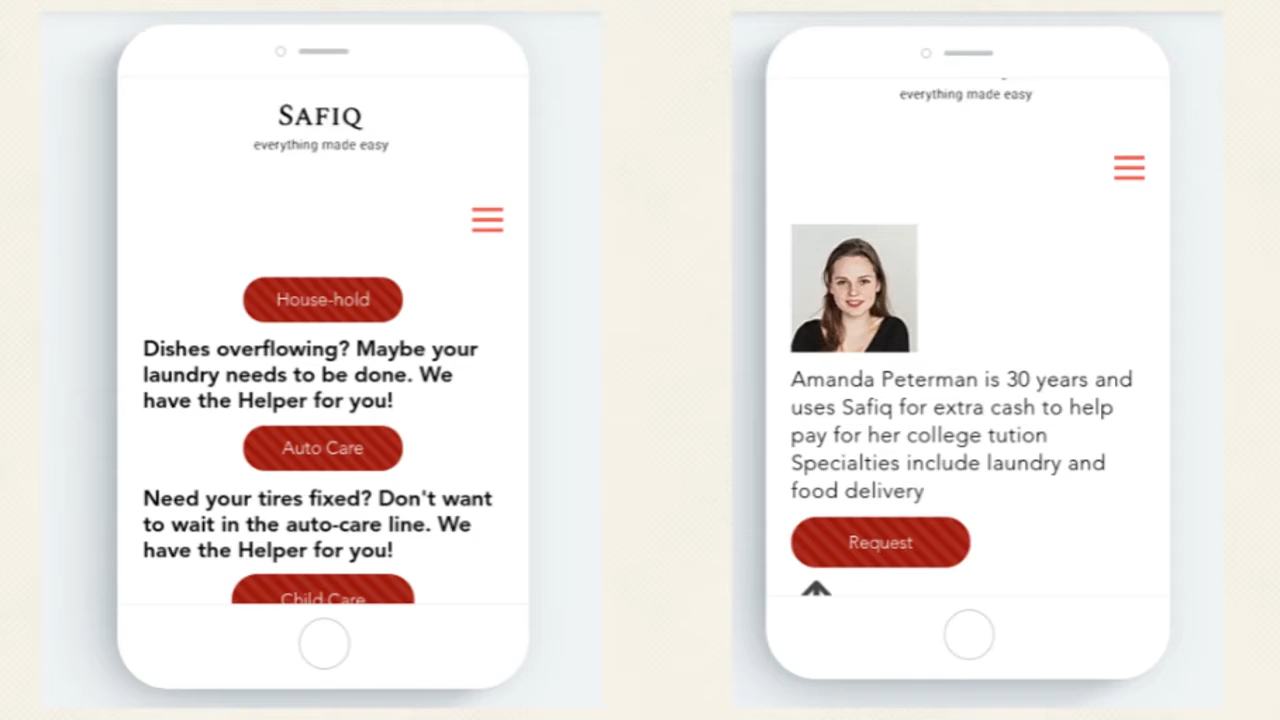 SAFIQ
everything made easy
House-hold
Dishes overflowing? Maybe your
laundry needs to be done. We
have the Helper for you!
Auto Care
Need your tires fixed? Don't want
to wait in the auto-care line. We
have the Helper for you!
Child Care
everything made easy
Amanda Peterman is 30 years and
uses Safiq for extra cash to help
pay for her college tution
Specialties include laundry and
food delivery
Request